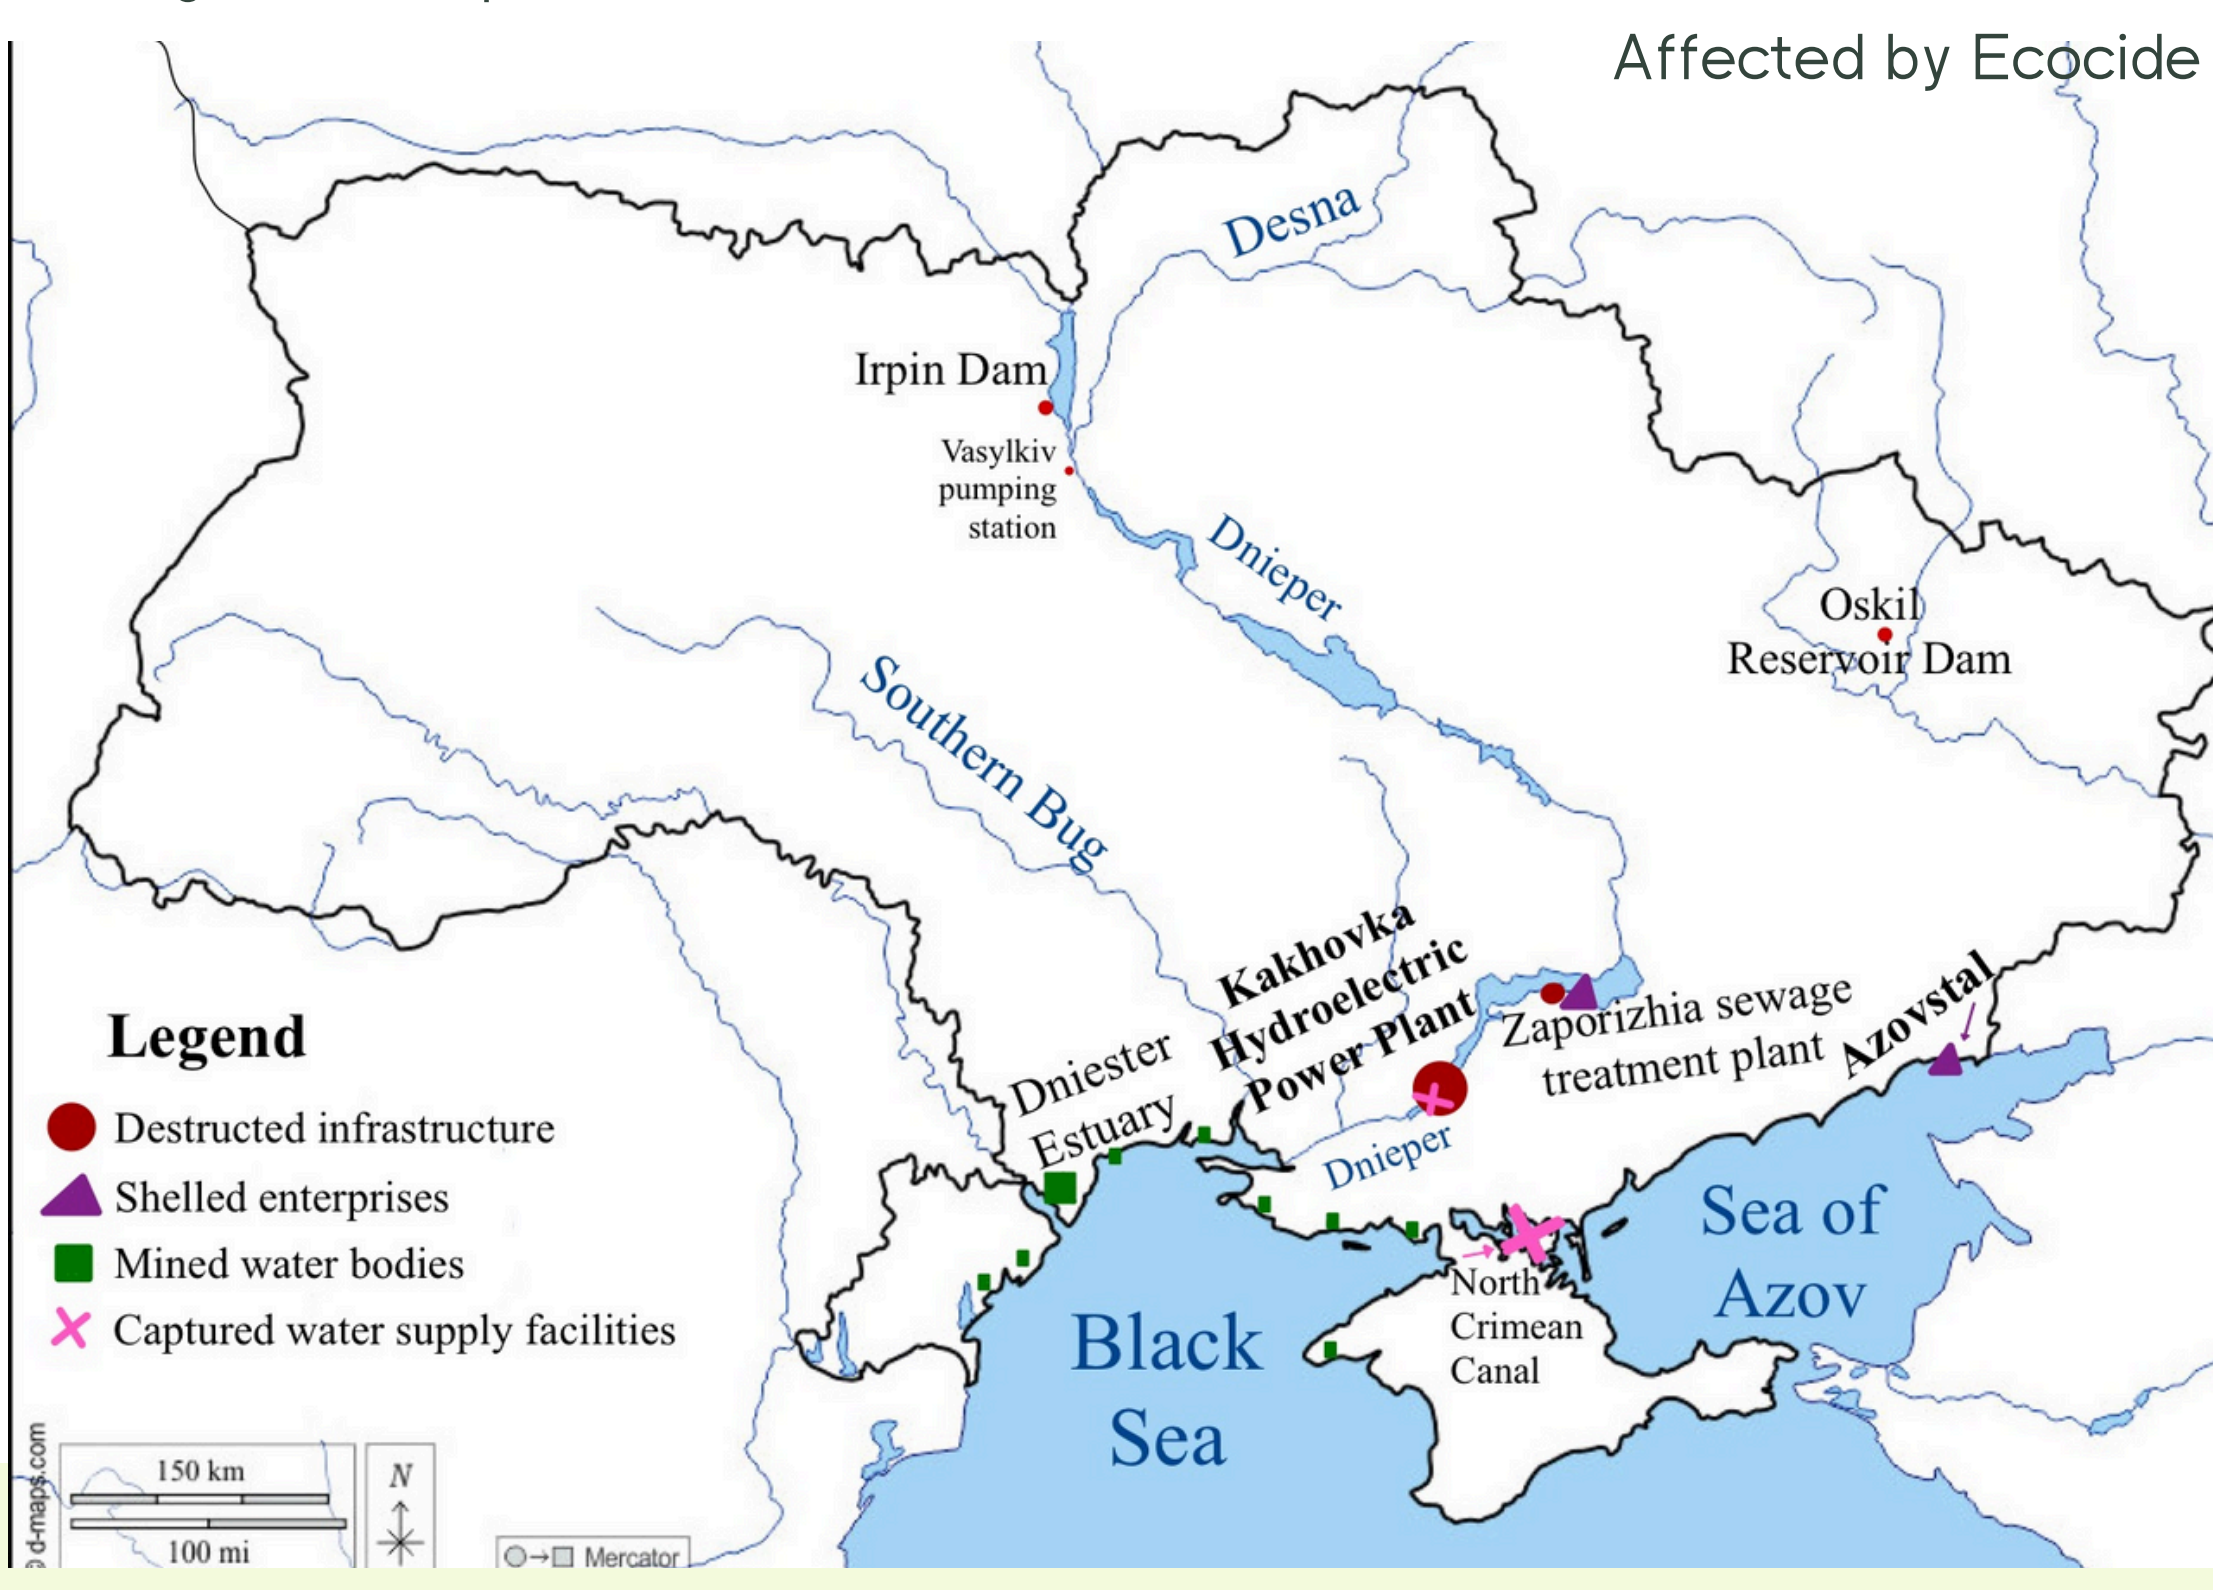 Affected by Ecocide
Desna
Irpin Dam
Vasylkiv
pumping
station
Dnieper
Oskil
Reservoir Dam
Southern Bug
Kakhovka
Hydroelectric
Power Plant
Zaporizhia sewage
treatment plant
Azovstal
Dniester
Estuary
Dnieper
Sea of
Azov
North
Crimean
Canal
Black
Sea
Legend
Destructed infrastructure
Shelled enterprises
Mined water bodies
Captured water supply facilities
d-maps.com
150 km
100 mi
N
Mercator